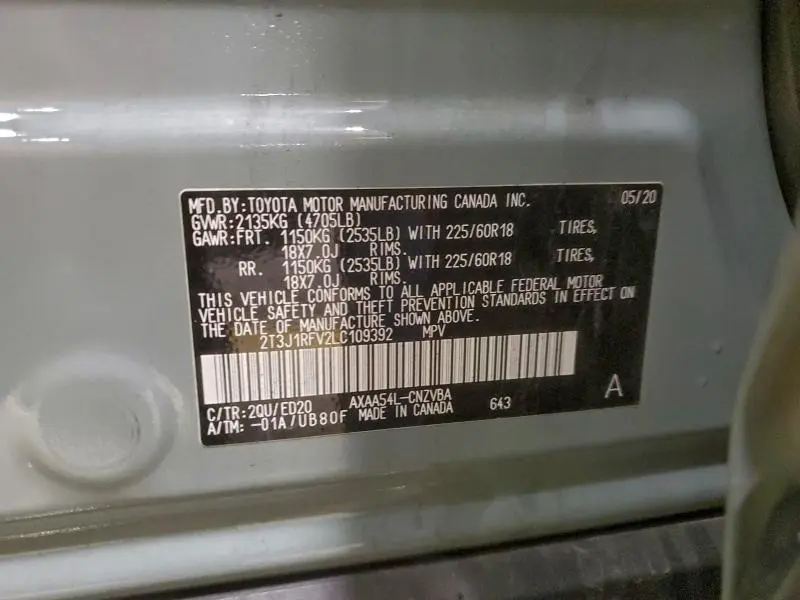 MFD. BY: TOYOTA MOTOR MANUFACTURING CANADA INC. 05/20
GVWR: 2135KG (4705LB)
GAWR: FRT. 1150KG (2535LB) WITH 225/60R18 TIRES,
18X7.0J RIMS.
RR. 1150KG (2535LB) WITH 225/60R18 TIRES,
18X7.0J RIMS.
THIS VEHICLE CONFORMS TO ALL APPLICABLE FEDERAL MOTOR
VEHICLE SAFETY AND THEFT PREVENTION STANDARDS IN EFFECT ON
THE DATE OF MANUFACTURE SHOWN ABOVE.
2T3J1RFV2LC109392 MPV
C/TR: 2QU/ED20 AXAA54L-CNZVBA
A/TM: -01A/UB80F MADE IN CANADA 643 A